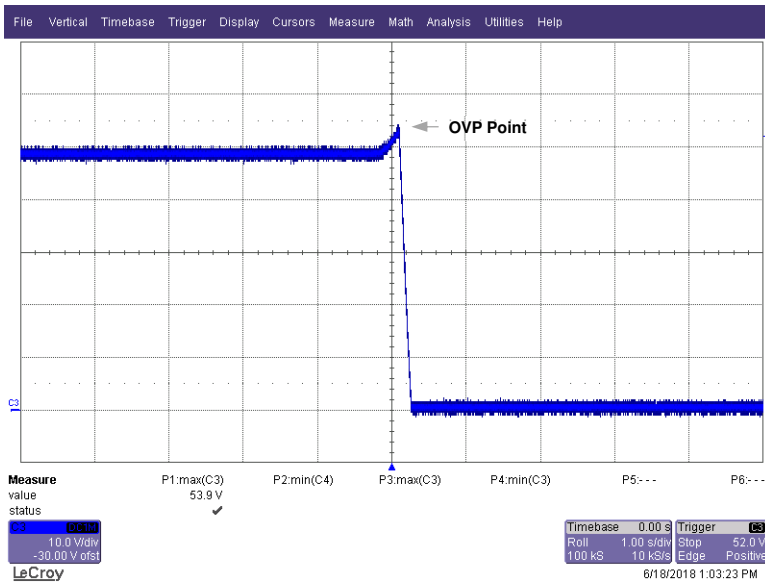 File Vertical Timebase Trigger Display Cursors Measure Math Analysis Utilities Help
OVP Point
C3
Measure P1:max(C3) P2:min(C4) P3:max(C3) P4:min(C3) P5:- - - P6:- - -
value 53.9 V
status ✓
C3
10.0 V/div
-30.00 V ofst
Timebase 0.00 s Trigger C3
Roll 1.00 s/div Stop 52.0 V
100 kS 10 kS/s Edge Positive
LeCroy
6/18/2018 1:03:23 PM